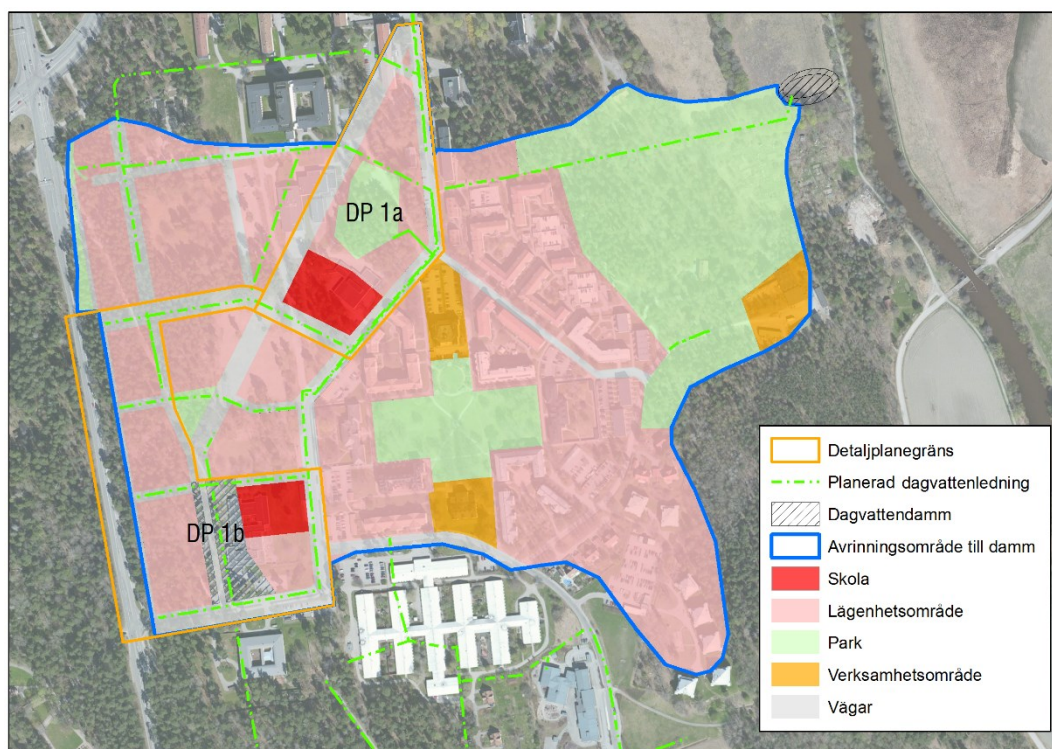 DP 1a
DP 1b
Detaljplanegräns
Planerad dagvattenledning
Dagvattendamm
Avrinningsområde till damm
Skola
Lägenhetsområde
Park
Verksamhetsområde
Vägar